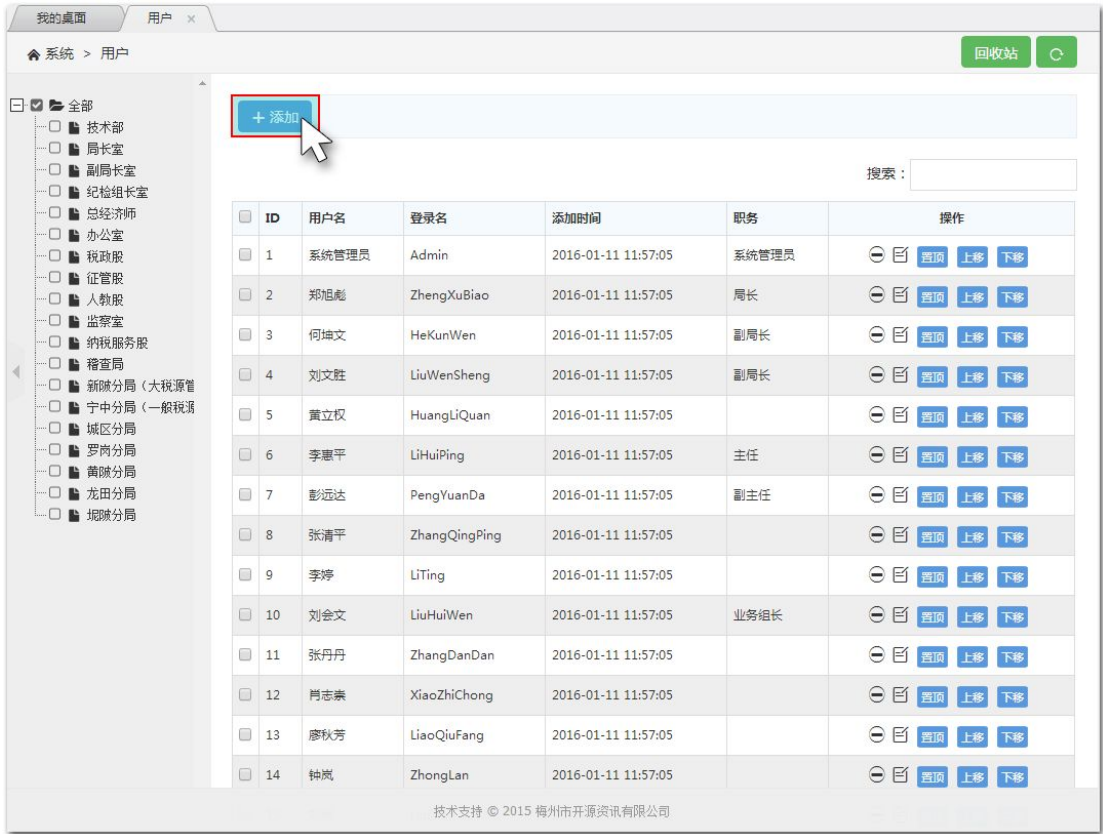 我的桌面 用户 ×
系统 > 用户 回收站
全部
技术部
局长室
副局长室
纪检组长室
总经济师
办公室
税政股
征管股
人教股
监察室
纳税服务股
稽查局
新陂分局（大税源管
宁中分局（一般税源
城区分局
罗岗分局
黄陂分局
龙田分局
坭陂分局
+ 添加
搜索：
ID 用户名 登录名 添加时间 职务 操作
1 系统管理员 Admin 2016-01-11 11:57:05 系统管理员 置顶 上移 下移
2 郑旭彪 ZhengXuBiao 2016-01-11 11:57:05 局长 置顶 上移 下移
3 何坤文 HeKunWen 2016-01-11 11:57:05 副局长 置顶 上移 下移
4 刘文胜 LiuWenSheng 2016-01-11 11:57:05 副局长 置顶 上移 下移
5 黄立权 HuangLiQuan 2016-01-11 11:57:05 置顶 上移 下移
6 李惠平 LiHuiPing 2016-01-11 11:57:05 主任 置顶 上移 下移
7 彭远达 PengYuanDa 2016-01-11 11:57:05 副主任 置顶 上移 下移
8 张清平 ZhangQingPing 2016-01-11 11:57:05 置顶 上移 下移
9 李婷 LiTing 2016-01-11 11:57:05 置顶 上移 下移
10 刘会文 LiuHuiWen 2016-01-11 11:57:05 业务组长 置顶 上移 下移
11 张丹丹 ZhangDanDan 2016-01-11 11:57:05 置顶 上移 下移
12 肖志崇 XiaoZhiChong 2016-01-11 11:57:05 置顶 上移 下移
13 廖秋芳 LiaoQiuFang 2016-01-11 11:57:05 置顶 上移 下移
14 钟岚 ZhongLan 2016-01-11 11:57:05 置顶 上移 下移
技术支持 © 2015 梅州市开源资讯有限公司